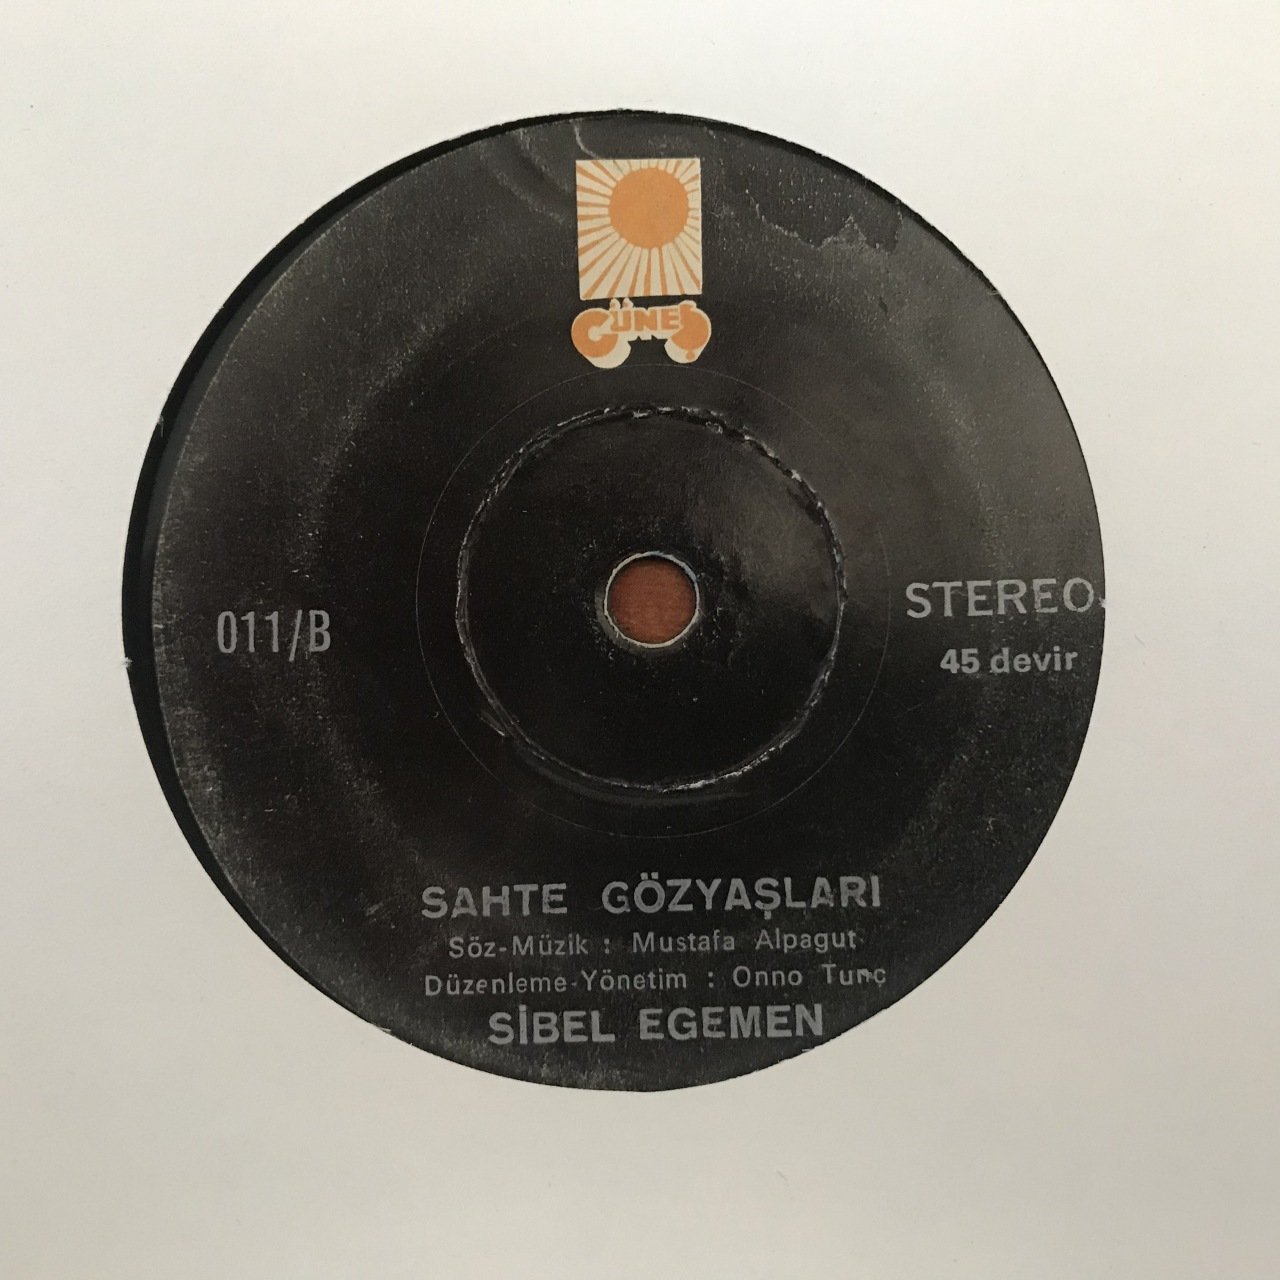 GÜNEŞ
011/B
STEREO
45 devir
SAHTE GÖZYAŞLARI
Söz-Müzik : Mustafa Alpagut
Düzenleme-Yönetim : Onno Tunç
SİBEL EGEMEN